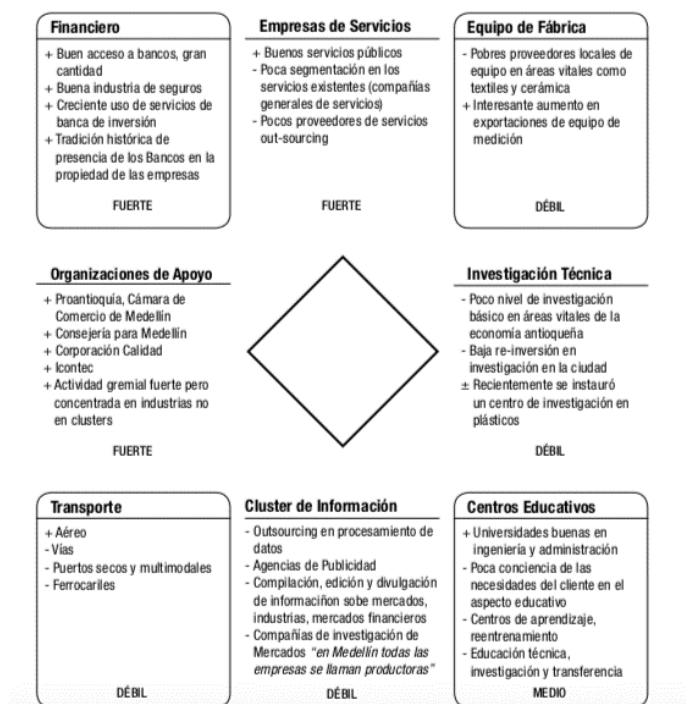 Financiero
+ Buen acceso a bancos, gran
cantidad
+ Buena industria de seguros
+ Creciente uso de servicios de
banca de inversión
+ Tradición histórica de
presencia de los Bancos en la
propiedad de las empresas
FUERTE
Empresas de Servicios
+ Buenos servicios públicos
- Poca segmentación en los
servicios existentes (compañías
generales de servicios)
- Pocos proveedores de servicios
out-sourcing
FUERTE
Equipo de Fábrica
- Pobres proveedores locales de
equipo en áreas vitales como
textiles y cerámica
+ Interesante aumento en
exportaciones de equipo de
medición
DÉBIL
Organizaciones de Apoyo
+ Proantioquía, Cámara de
Comercio de Medellín
+ Consejería para Medellín
+ Corporación Calidad
+ Icontec
+ Actividad gremial fuerte pero
concentrada en industrias no
en clusters
FUERTE
Investigación Técnica
- Poco nivel de investigación
básico en áreas vitales de la
economía antioqueña
- Baja re-inversión en
investigación en la ciudad
± Recientemente se instauró
un centro de investigación en
plásticos
DÉBIL
Transporte
+ Aéreo
- Vías
- Puertos secos y multimodales
- Ferrocariles
DÉBIL
Cluster de Información
- Outsourcing en procesamiento de
datos
- Agencias de Publicidad
- Compilación, edición y divulgación
de informaciñon sobe mercados,
industrias, mercados financieros
- Compañías de investigación de
Mercados "en Medellín todas las
empresas se llaman productoras"
DÉBIL
Centros Educativos
+ Universidades buenas en
ingeniería y administración
- Poca conciencia de las
necesidades del cliente en el
aspecto educativo
- Centros de aprendizaje,
reentrenamiento
- Educación técnica,
investigación y transferencia
MEDIO